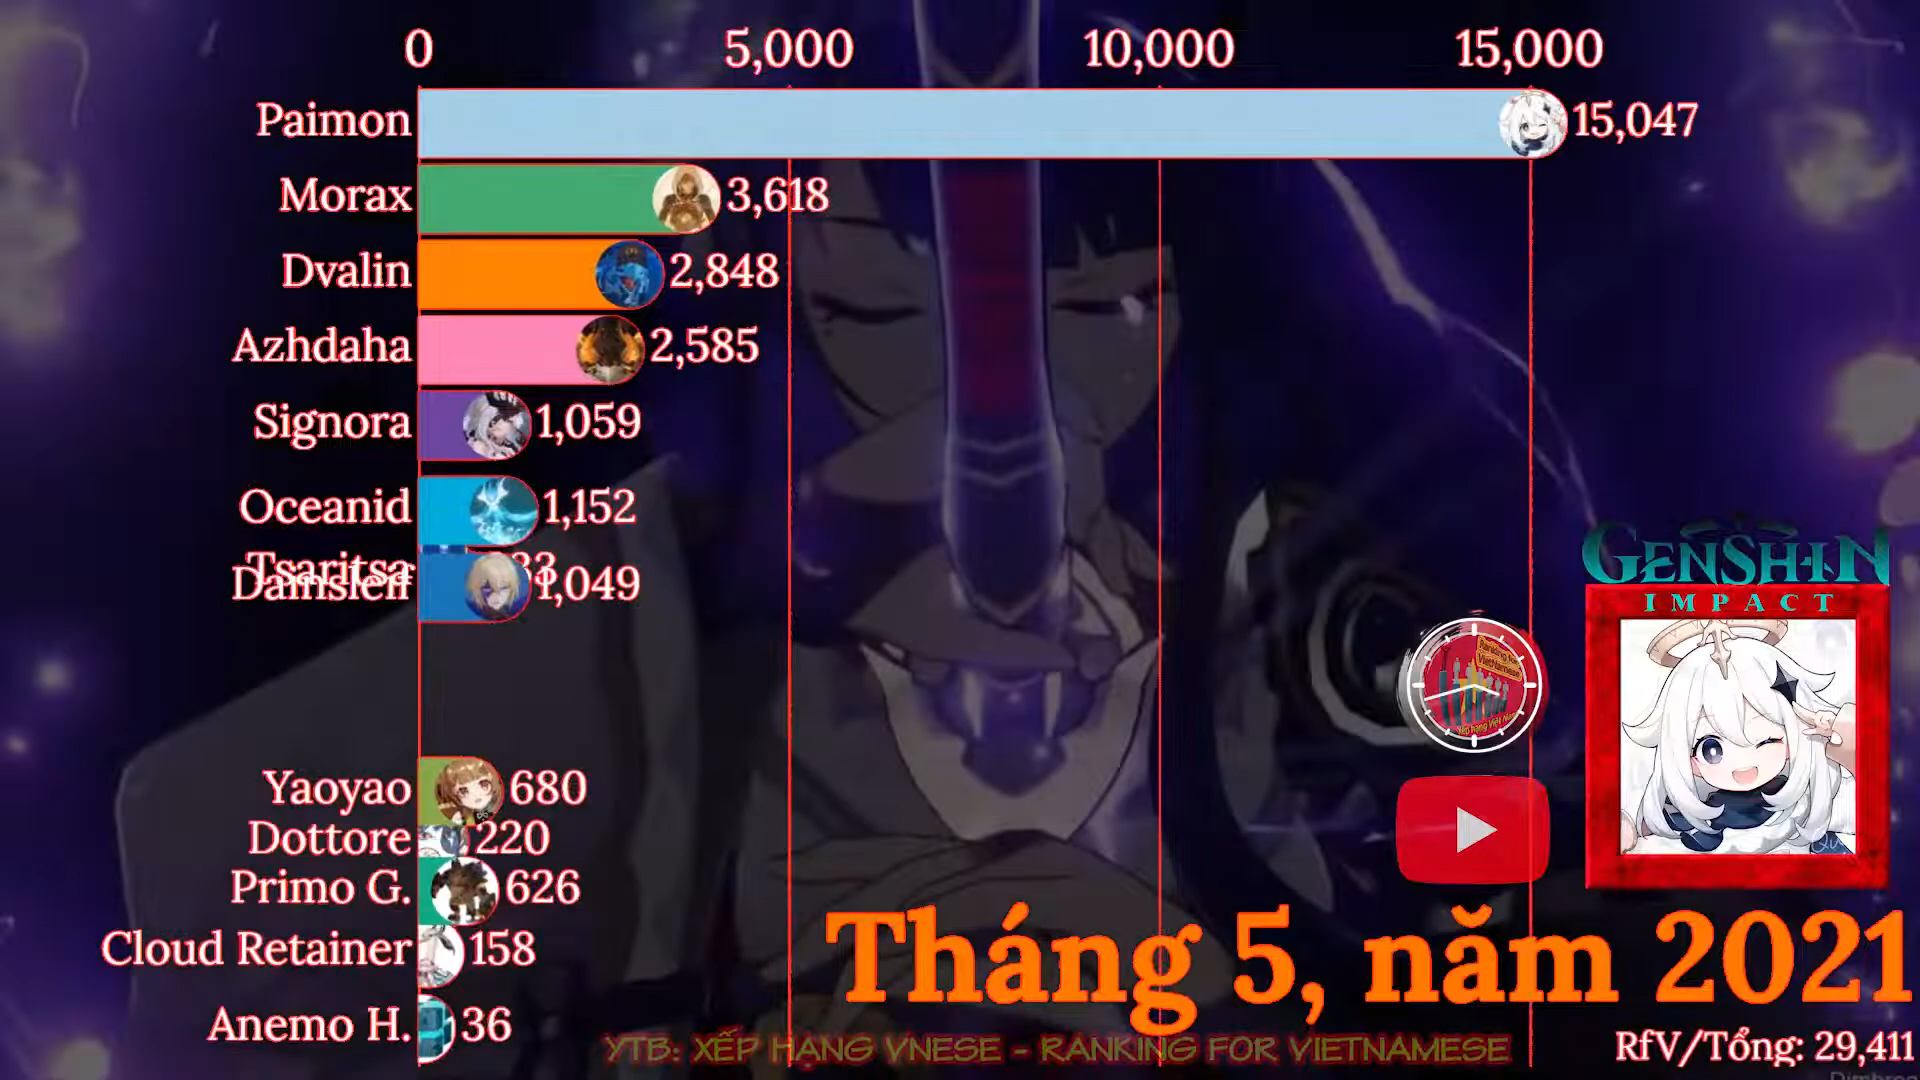 0 5,000 10,000 15,000
Paimon 15,047
Morax 3,618
Dvalin 2,848
Azhdaha 2,585
Signora 1,059
Oceanid 1,152
Tsaritsa
1,049
GENSHIN
IMPACT
Yaoyao 680
Dottore 220
Primo G. 626
Cloud Retainer 158
Anemo H. 36
Tháng 5, năm 2021
YTB: XẾP HẠNG VNESE - RANKING FOR VIETNAMESE
RfV/Tổng: 29,411